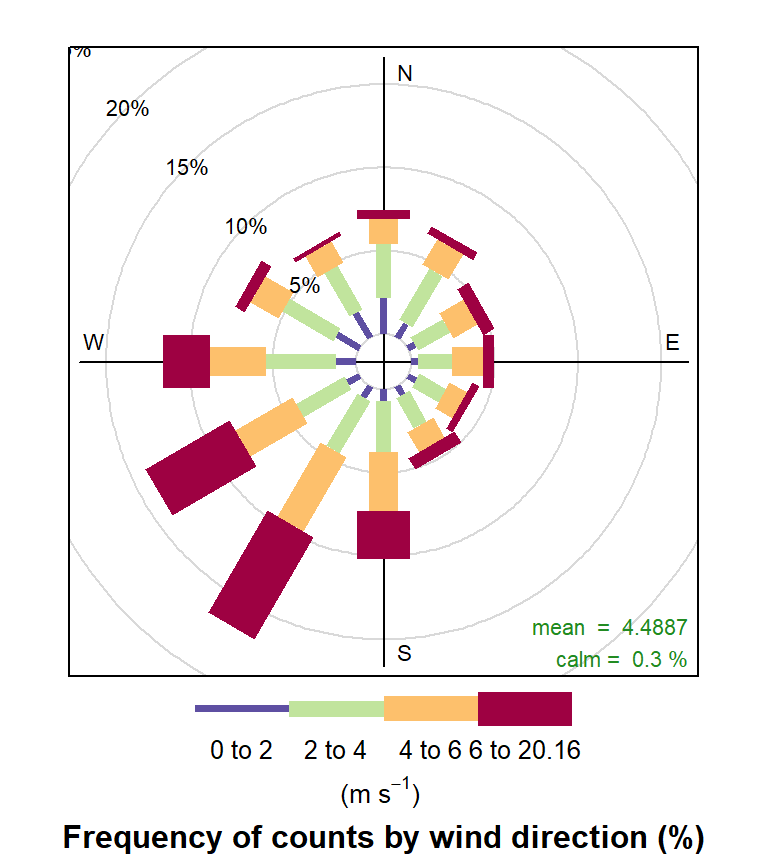 %
N
20%
15%
10%
5%
W
E
S
mean = 4.4887
calm = 0.3 %
0 to 2 2 to 4 4 to 6 6 to 20.16
(m s⁻¹)
Frequency of counts by wind direction (%)